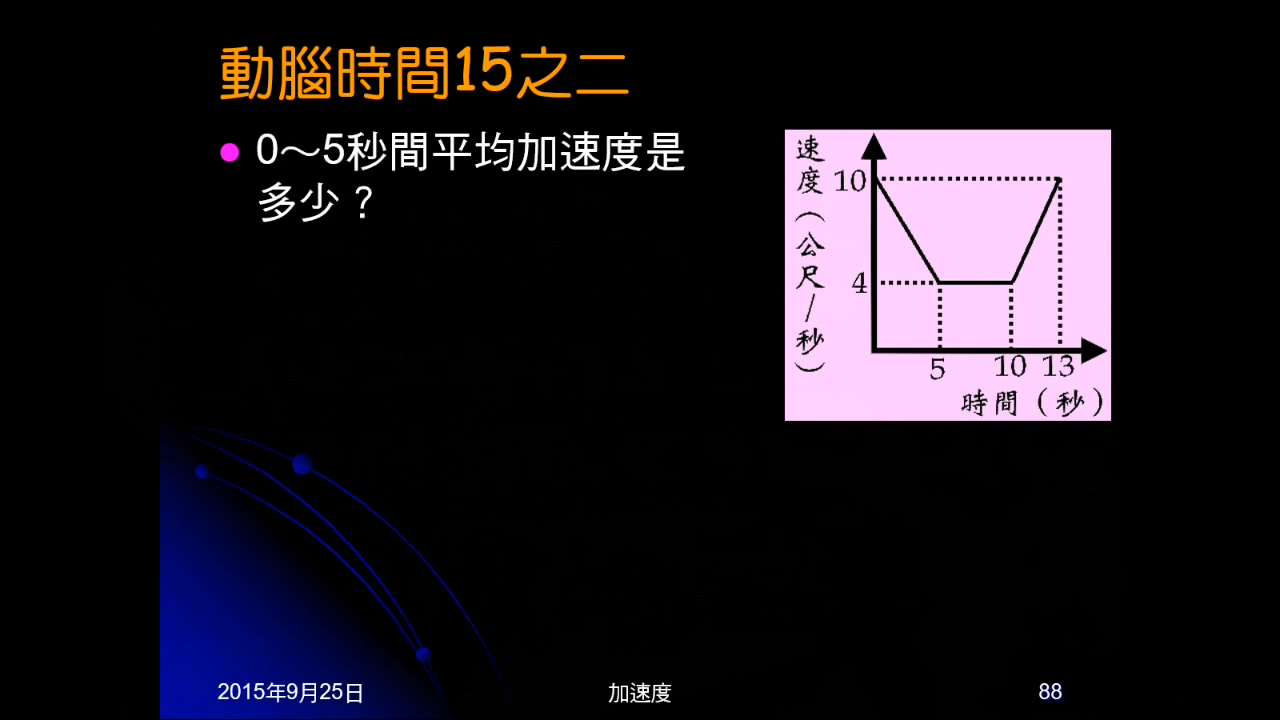 動腦時間15之二
0～5秒間平均加速度是
多少？
速度(公尺/秒)
10
4
5 10 13
時間(秒)
2015年9月25日 加速度 88